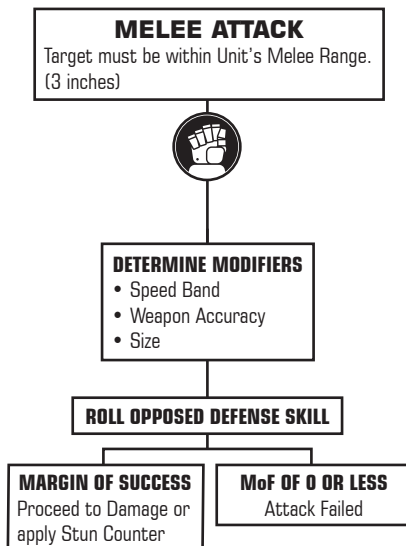 MELEE ATTACK
Target must be within Unit's Melee Range.
(3 inches)
DETERMINE MODIFIERS
• Speed Band
• Weapon Accuracy
• Size
ROLL OPPOSED DEFENSE SKILL
MARGIN OF SUCCESS
Proceed to Damage or
apply Stun Counter
MoF OF 0 OR LESS
Attack Failed